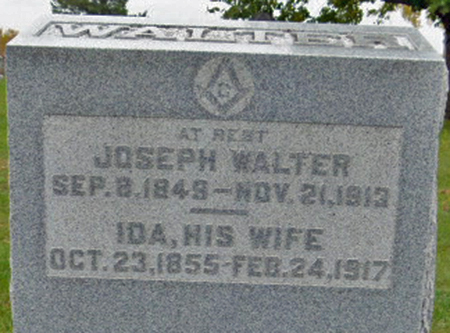 WALTER
G
AT REST
JOSEPH WALTER
SEP. 8, 1849 – NOV. 21, 1913
IDA, HIS WIFE
OCT. 23, 1855 – FEB. 24, 1917